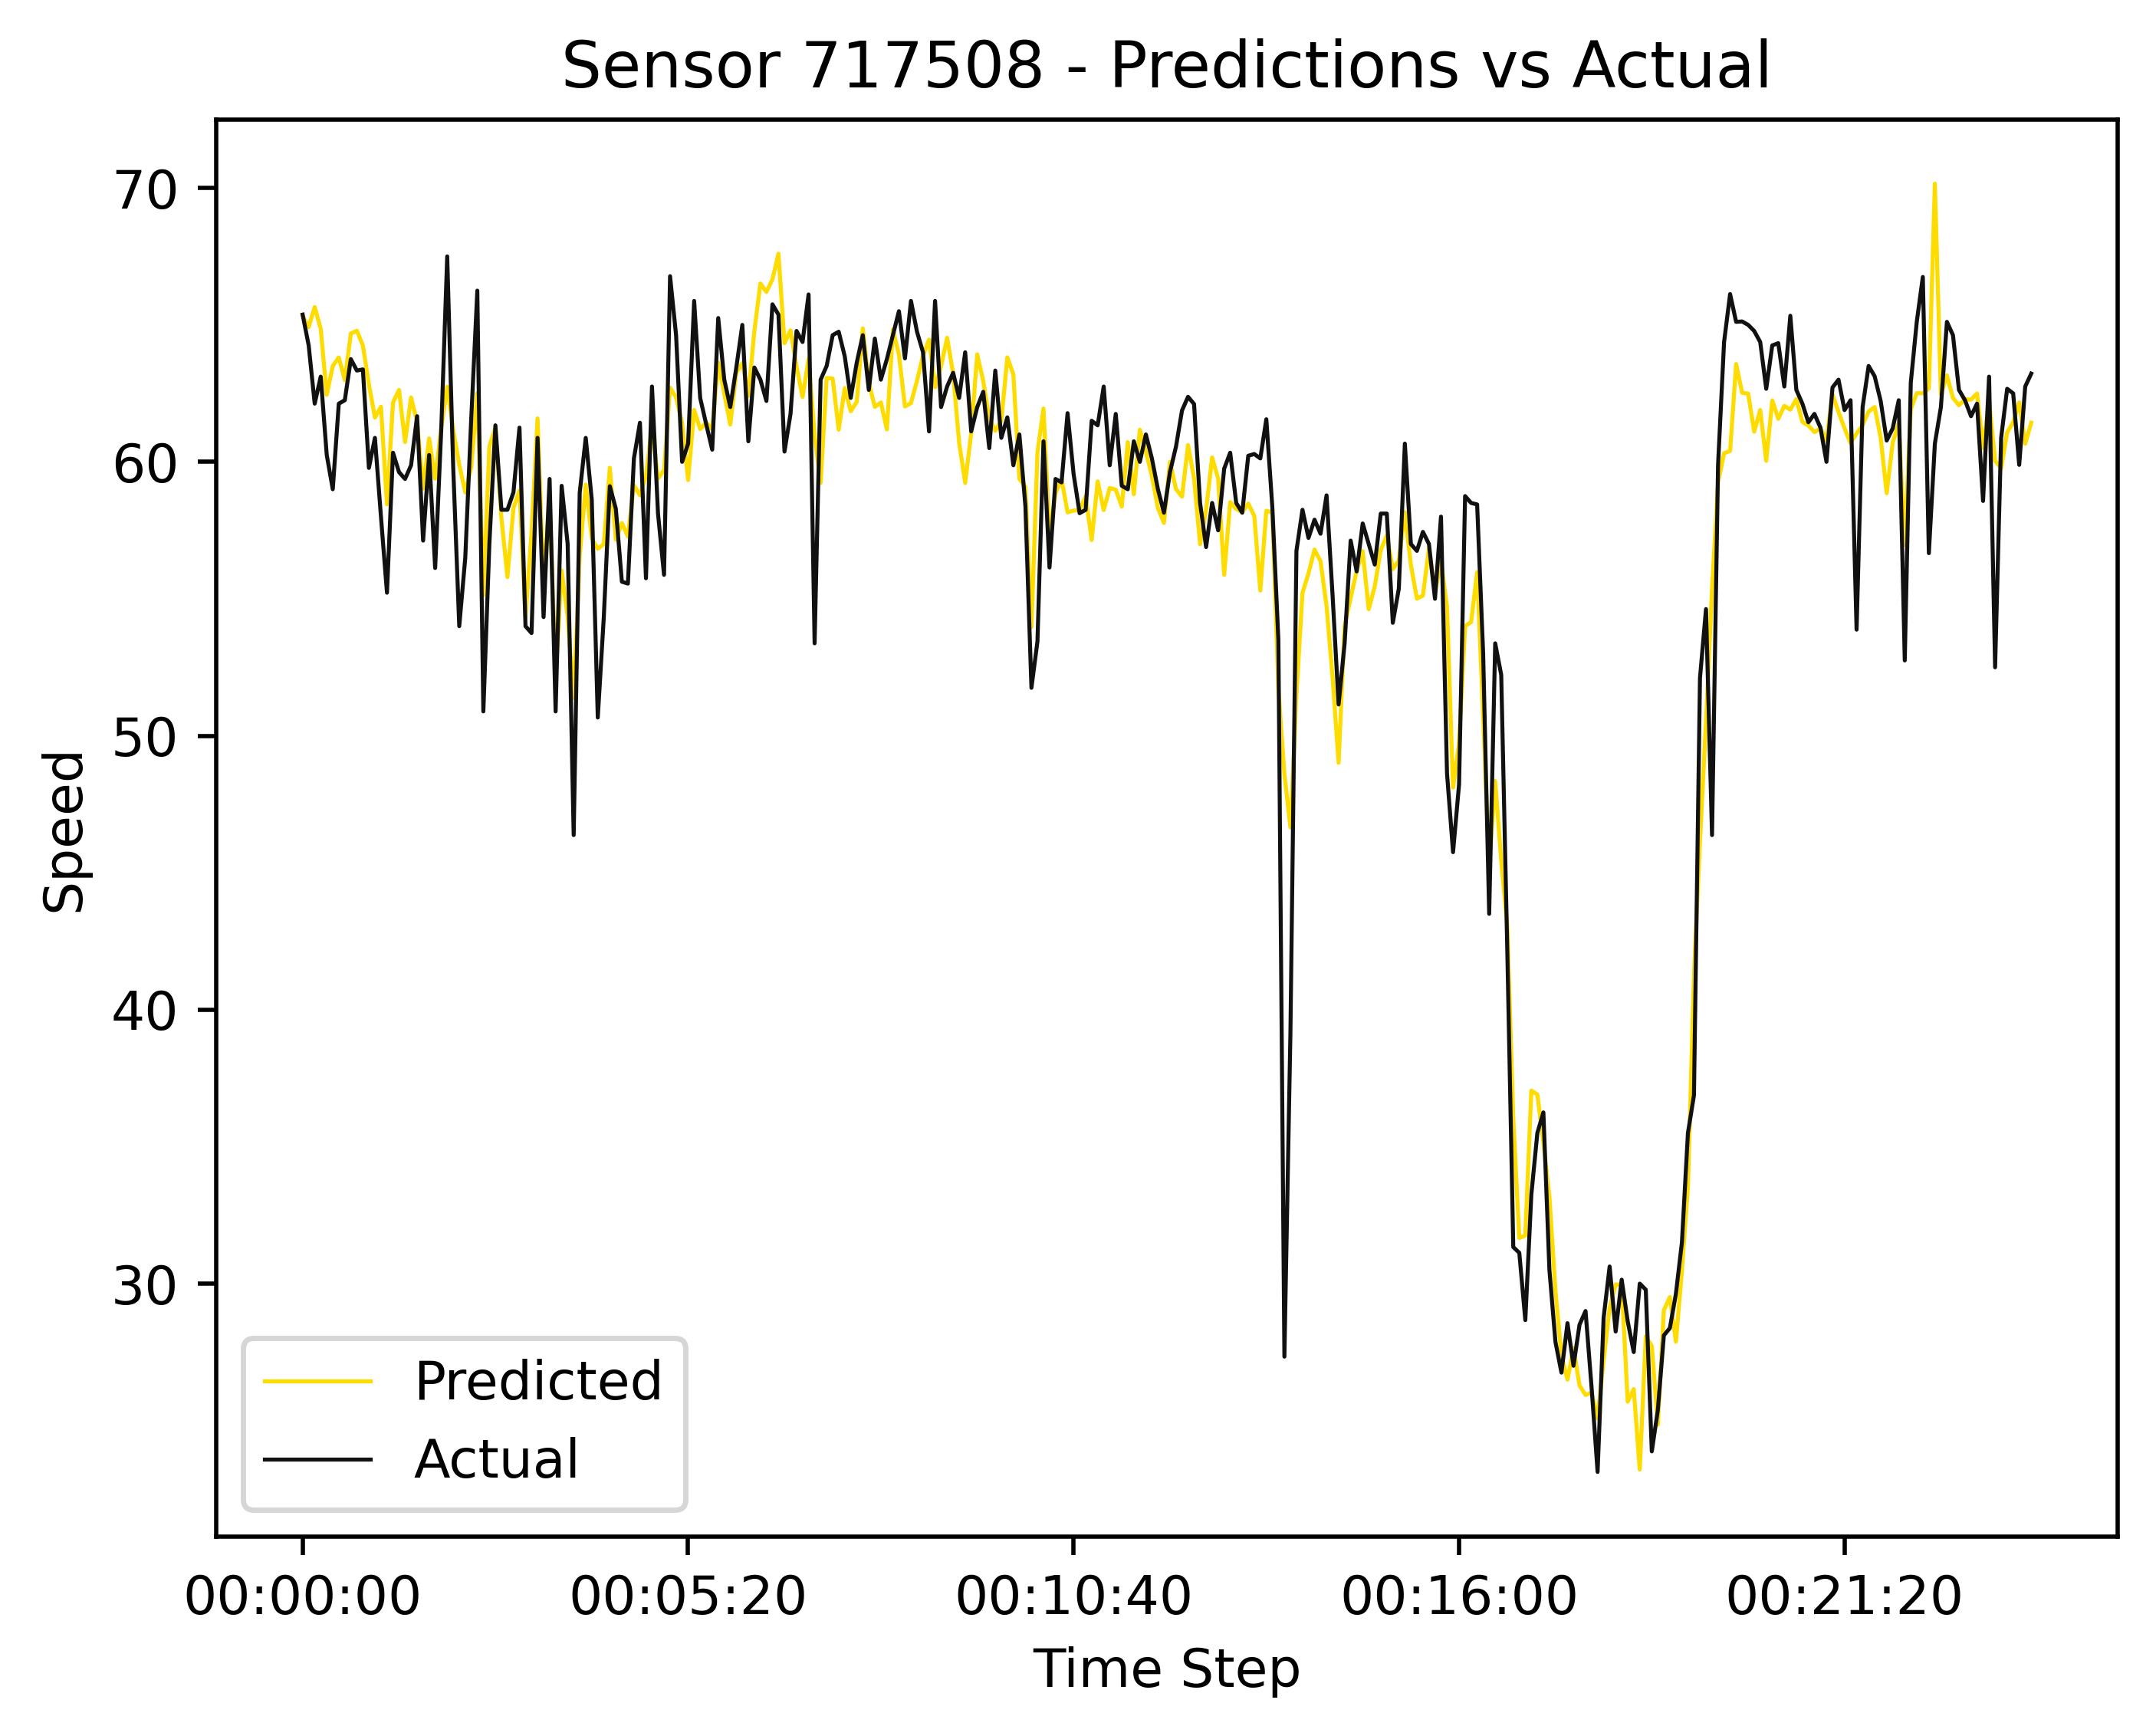 Sensor 717508 - Predictions vs Actual
70
60
50
40
30
Speed
Predicted
Actual
00:00:00 00:05:20 00:10:40 00:16:00 00:21:20
Time Step